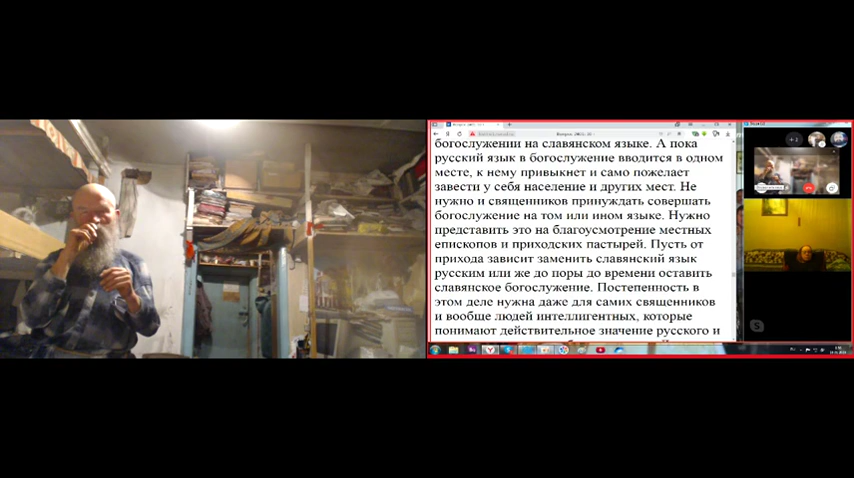 богослужении на славянском языке. А пока
русский язык в богослужение вводится в одном
месте, к нему привыкнет и само пожелает
завести у себя население и других мест. Не
нужно и священников принуждать совершать
богослужение на том или ином языке. Нужно
представить это на благоусмотрение местных
епископов и приходских пастырей. Пусть от
прихода зависит заменить славянский язык
русским или же до поры до времени оставить
славянское богослужение. Постепенность в
этом деле нужна даже для самих священников
и вообще людей интеллигентных, которые
понимают действительное значение русского и